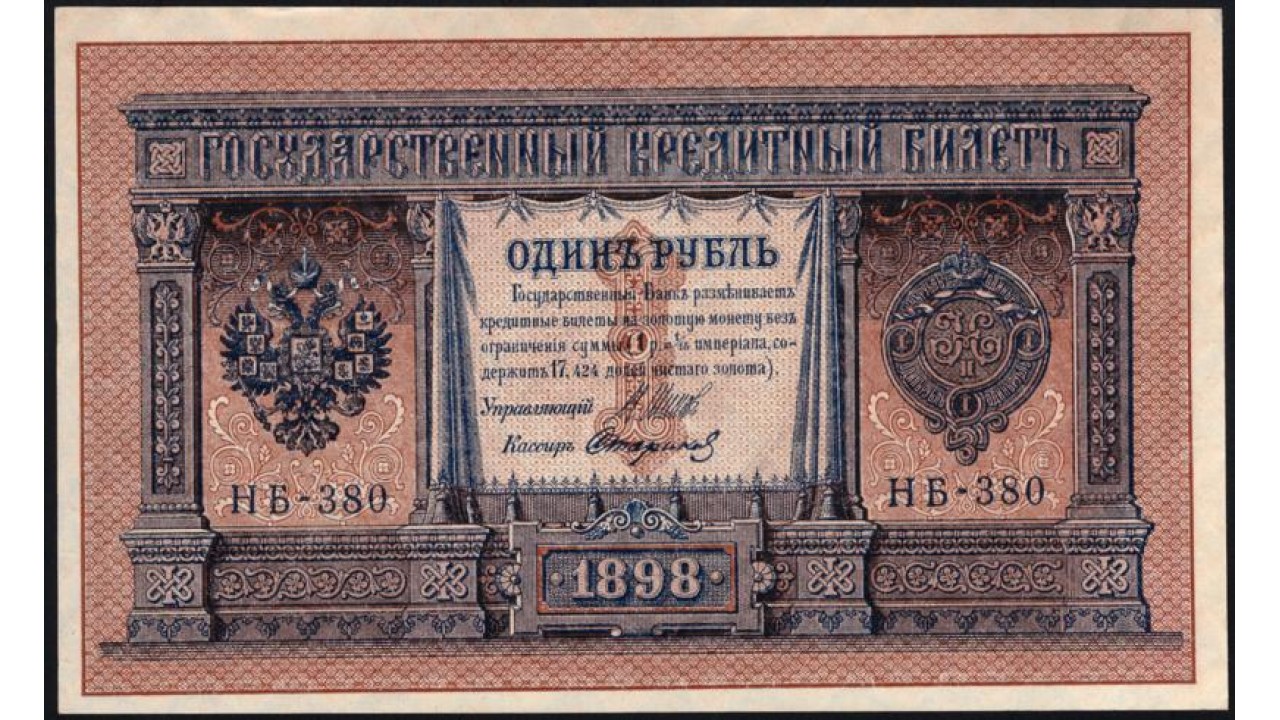 ГОСУДАРСТВЕННЫЙ КРЕДИТНЫЙ БИЛЕТЪ
ОДИНЪ РУБЛЬ
Государственный Банкъ размѣниваетъ
кредитные билеты на золотую монету безъ
ограниченія суммы (1 р. = 1/15 имперіала, со-
держитъ 17,424 долей чистаго золота).
Управляющій
Кассиръ
НБ-380
НБ-380
1898